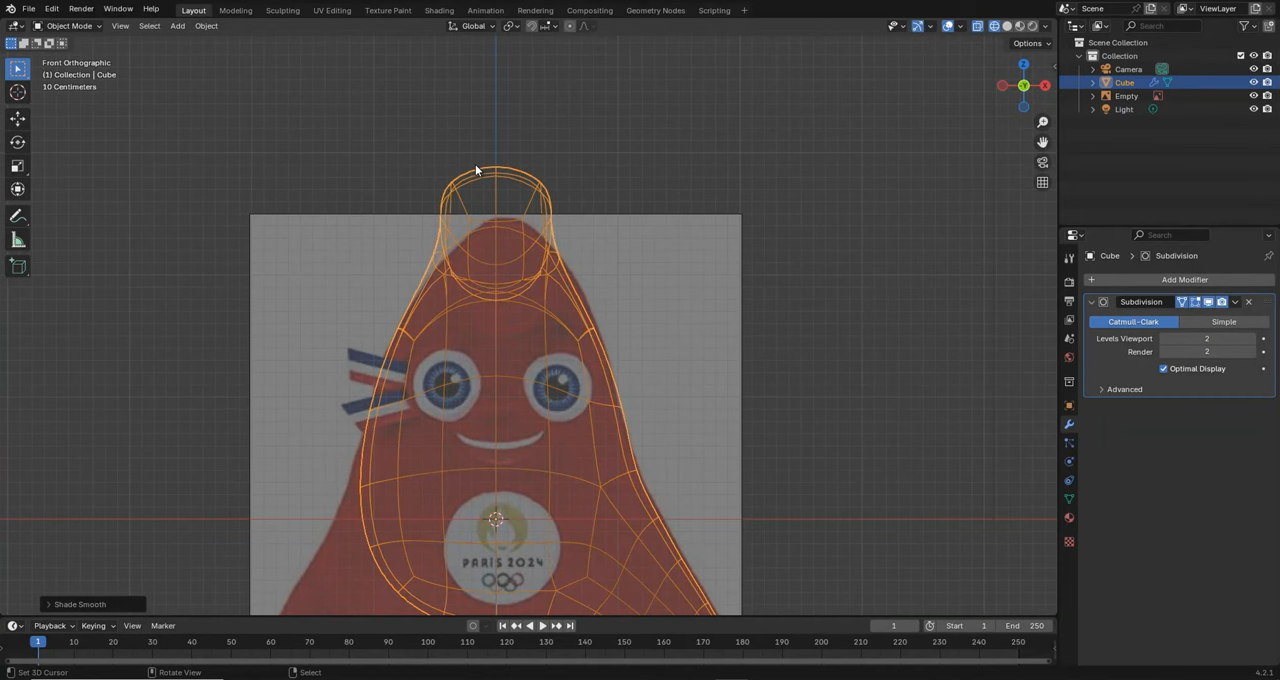 File Edit Render Window Help Layout Modeling Sculpting UV Editing Texture Paint Shading Animation Rendering Compositing Geometry Nodes Scripting + Scene ViewLayer
Object Mode View Select Add Object Global Search
Options
Front Orthographic
(1) Collection | Cube
10 Centimeters
Z
Y
X
Scene Collection
Collection
Camera
Cube
Empty
Light
Search
Cube > Subdivision
+ Add Modifier
Subdivision
Catmull-Clark Simple
Levels Viewport 2
Render 2
Optimal Display
Advanced
PARIS 2024
> Shade Smooth
Playback Keying View Marker 1 Start 1 End 250
1 10 20 30 40 50 60 70 80 90 100 110 120 130 140 150 160 170 180 190 200 210 220 230 240 250
Set 3D Cursor Rotate View Select 4.2.1